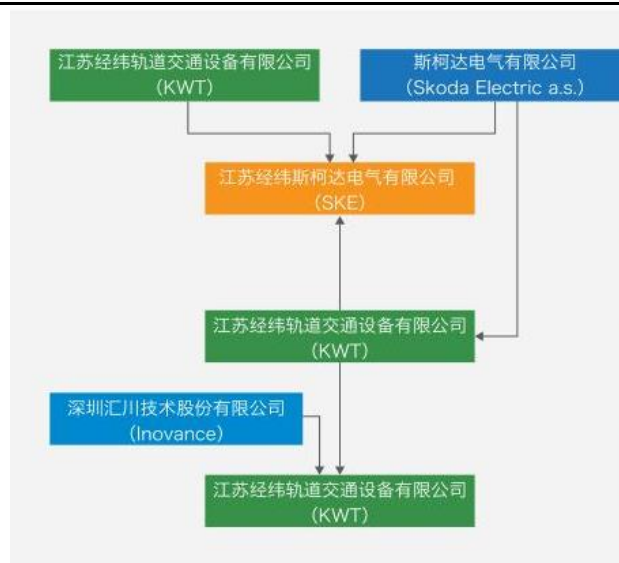 江苏经纬轨道交通设备有限公司
(KWT)
斯柯达电气有限公司
(Skoda Electric a.s.)
江苏经纬斯柯达电气有限公司
(SKE)
江苏经纬轨道交通设备有限公司
(KWT)
深圳汇川技术股份有限公司
(Inovance)
江苏经纬轨道交通设备有限公司
(KWT)